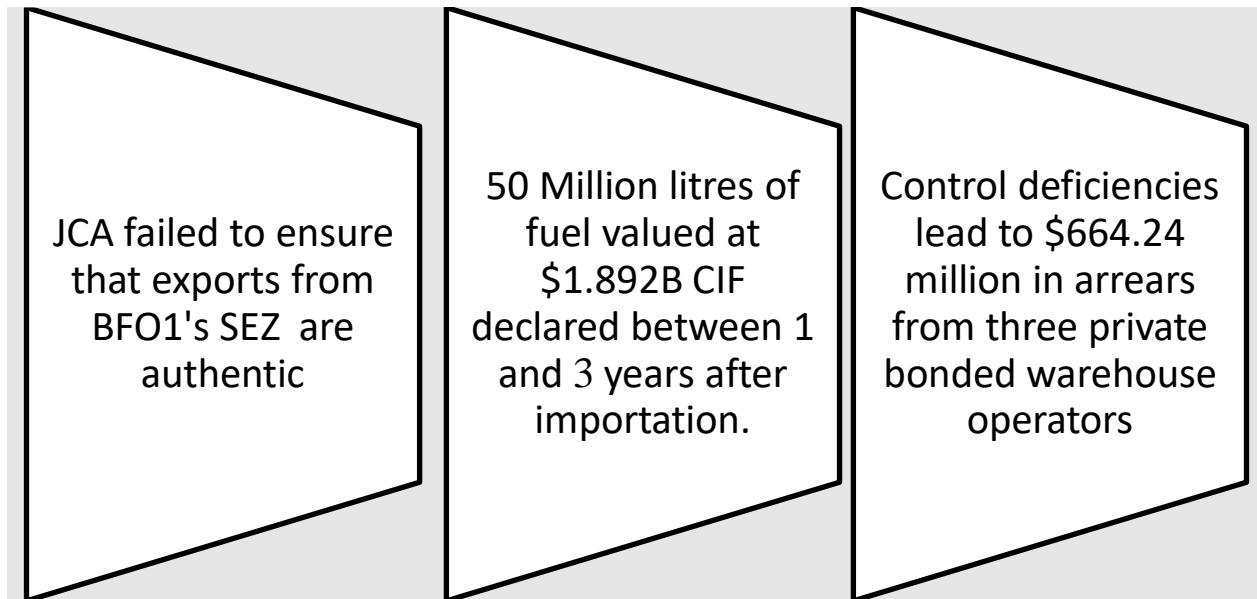 JCA failed to ensure
that exports from
BFO1's SEZ  are
authentic
50 Million litres of
fuel valued at
$1.892B CIF
declared between 1
and 3 years after
importation.
Control deficiencies
lead to $664.24
million in arrears
from three private
bonded warehouse
operators